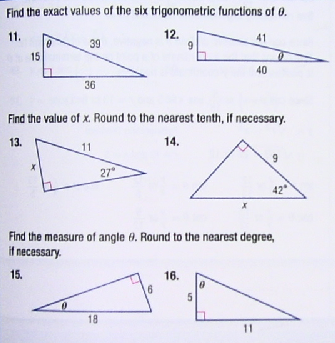 Find the exact values of the six trigonometric functions of θ.
11. 12.
θ 39 15 36
41 9 θ 40
Find the value of x. Round to the nearest tenth, if necessary.
13. 14.
11 x 27°
9 42° x
Find the measure of angle θ. Round to the nearest degree,
if necessary.
15. 16.
θ 6 18
θ 5 11